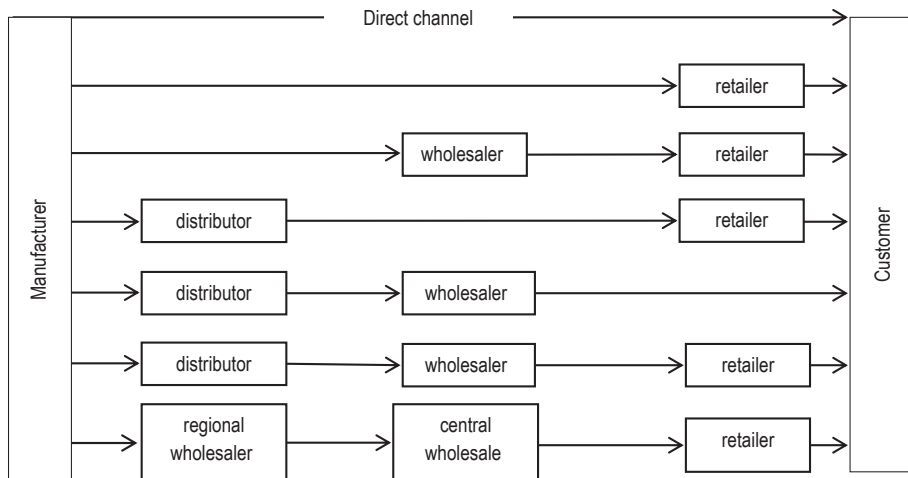 Direct channel
Manufacturer
Customer
retailer
wholesaler
retailer
distributor
retailer
distributor
wholesaler
distributor
wholesaler
retailer
regional
wholesaler
central
wholesale
retailer